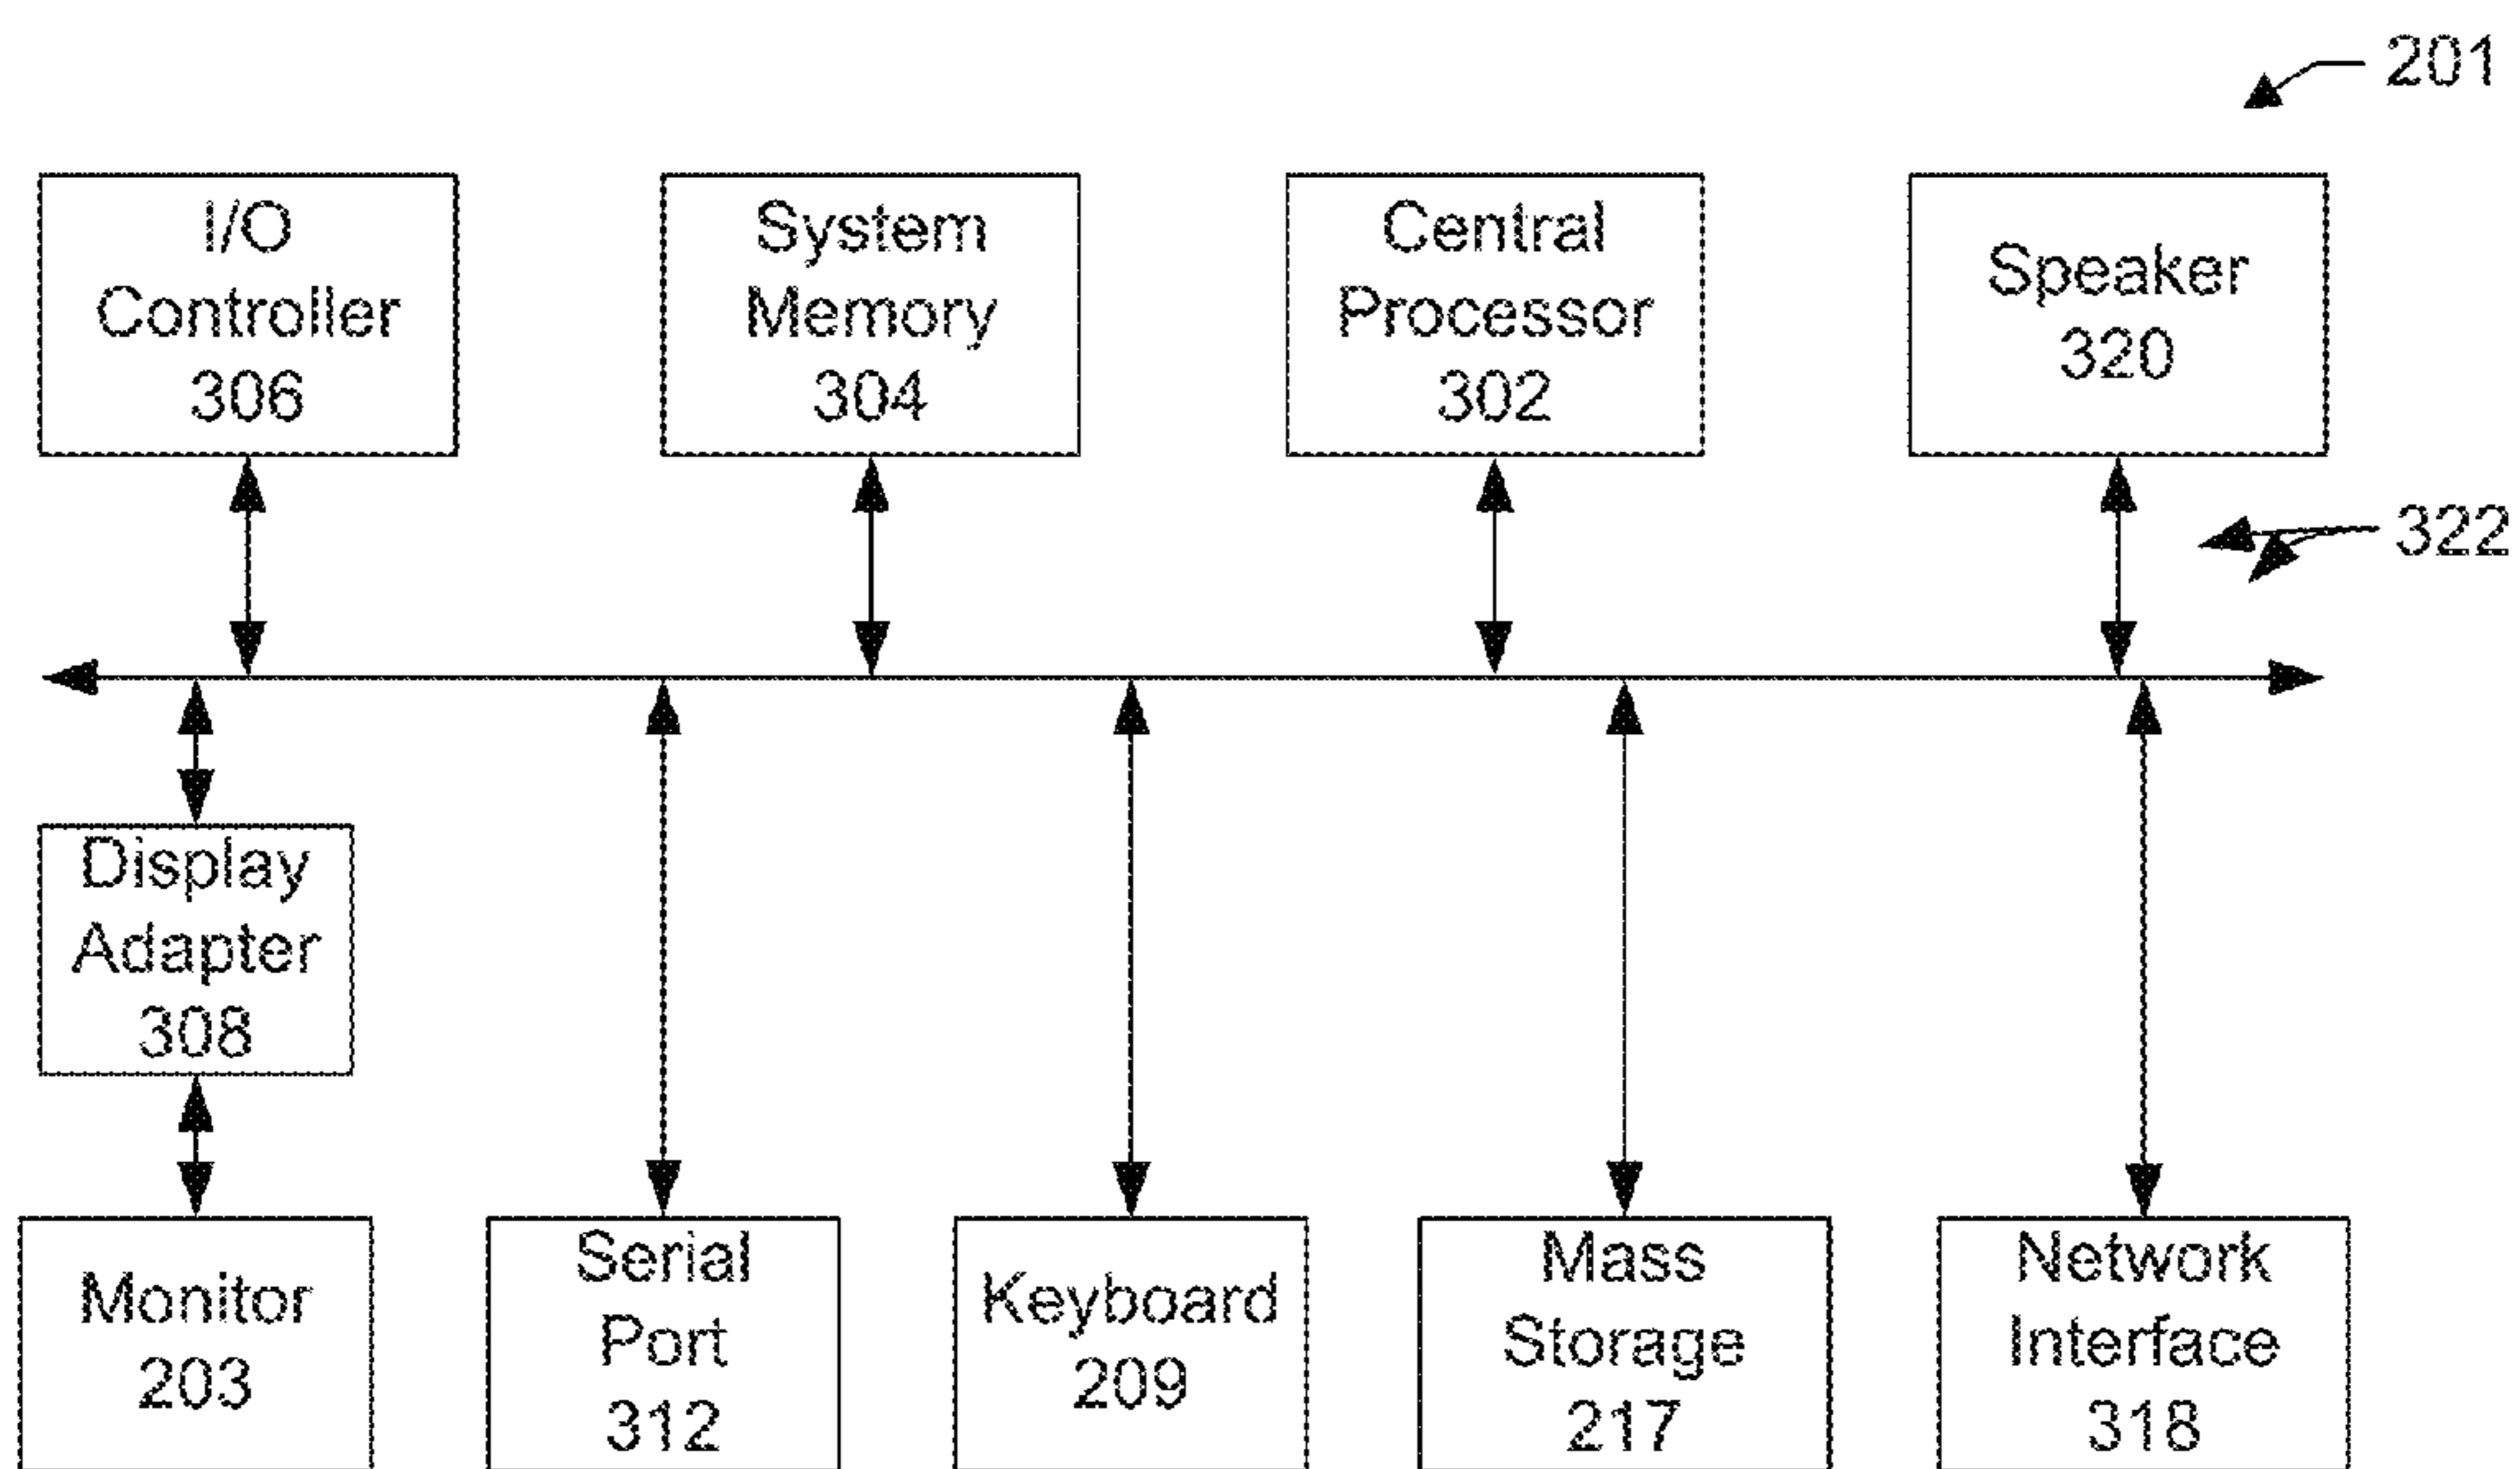 201
I/O
Controller
306
System
Memory
304
Central
Processor
302
Speaker
320
322
Display
Adapter
308
Monitor
203
Serial
Port
312
Keyboard
209
Mass
Storage
217
Network
Interface
318